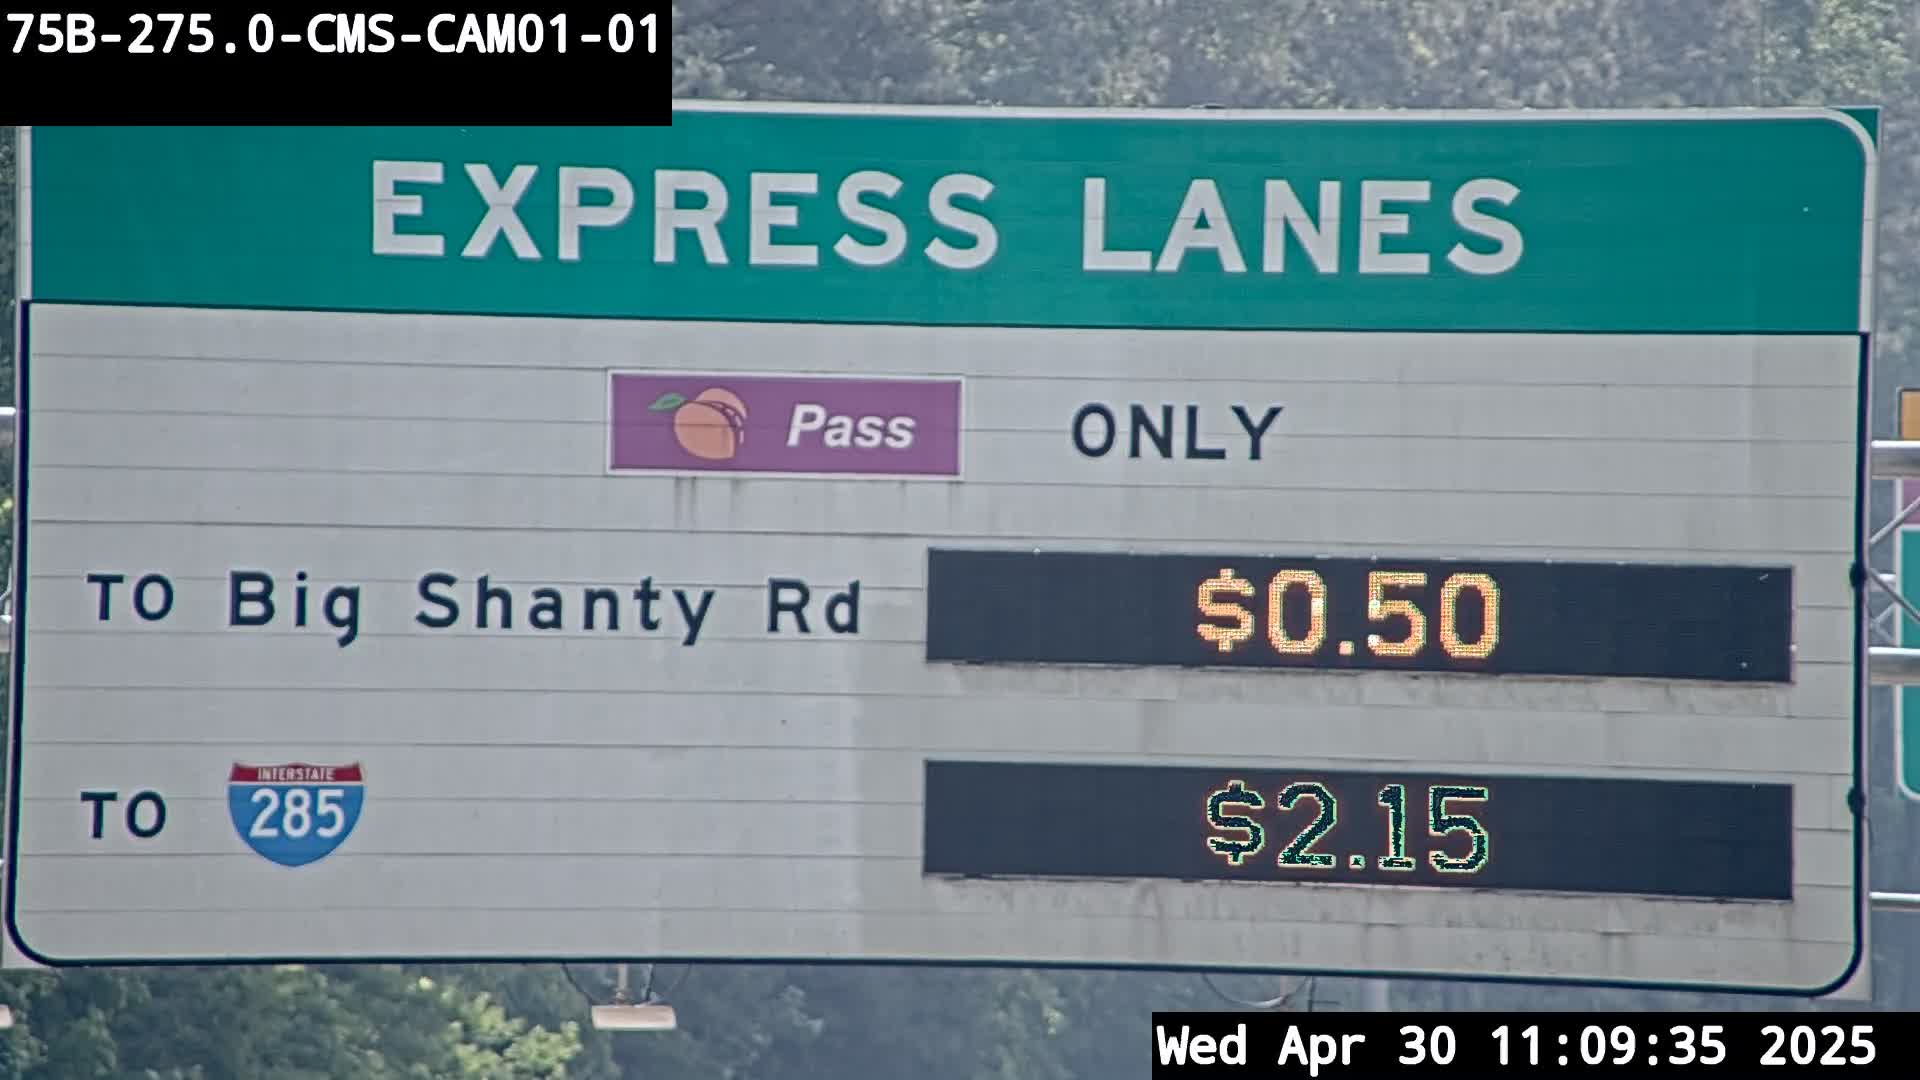 75B-275.0-CMS-CAM01-01
EXPRESS LANES
Pass ONLY
TO Big Shanty Rd $0.50
TO INTERSTATE 285 $2.15
Wed Apr 30 11:09:35 2025